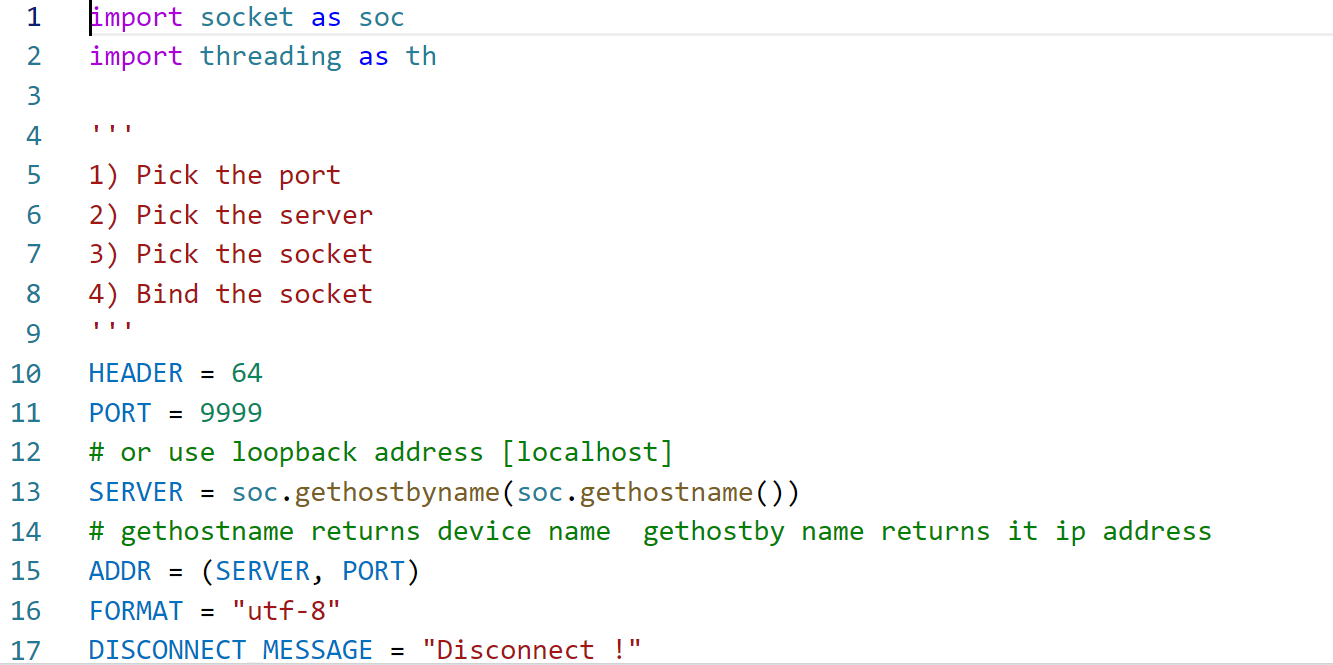 1 import socket as soc
2 import threading as th
3
4 '''
5 1) Pick the port
6 2) Pick the server
7 3) Pick the socket
8 4) Bind the socket
9 '''
10 HEADER = 64
11 PORT = 9999
12 # or use loopback address [localhost]
13 SERVER = soc.gethostbyname(soc.gethostname())
14 # gethostname returns device name  gethostby name returns it ip address
15 ADDR = (SERVER, PORT)
16 FORMAT = "utf-8"
17 DISCONNECT_MESSAGE = "Disconnect !"